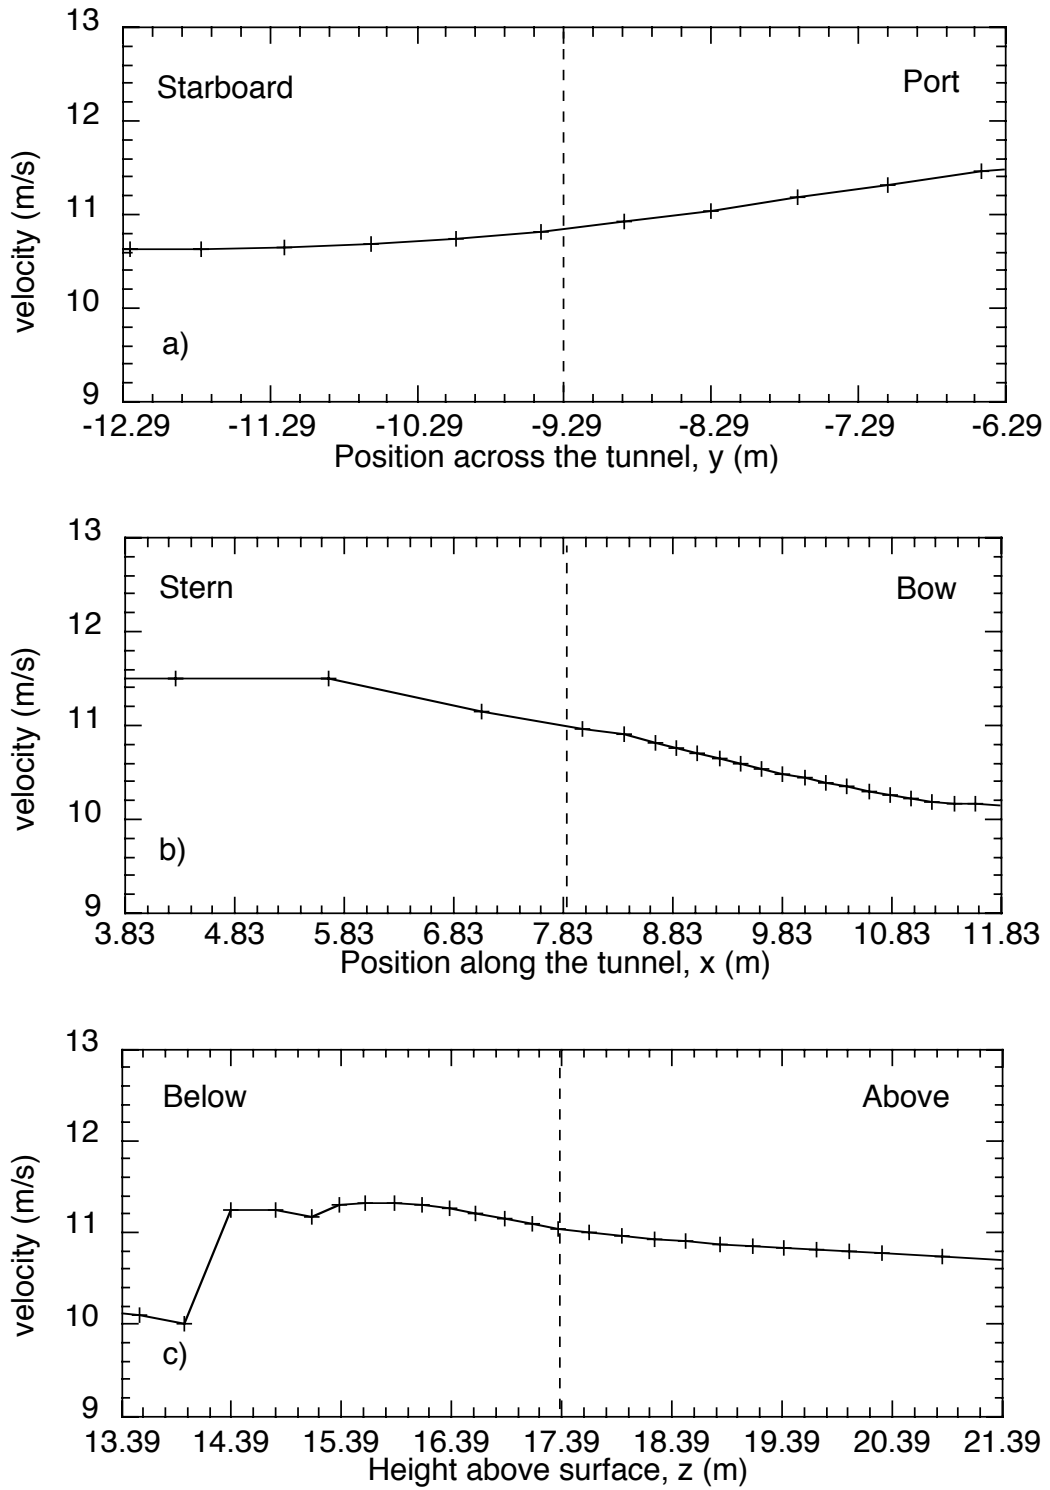 13
Starboard
Port
12
11
10
a)
9
velocity (m/s)
-12.29 -11.29 -10.29 -9.29 -8.29 -7.29 -6.29
Position across the tunnel, y (m)
13
Stern
Bow
12
11
10
b)
9
velocity (m/s)
3.83 4.83 5.83 6.83 7.83 8.83 9.83 10.83 11.83
Position along the tunnel, x (m)
13
Below
Above
12
11
10
c)
9
velocity (m/s)
13.39 14.39 15.39 16.39 17.39 18.39 19.39 20.39 21.39
Height above surface, z (m)